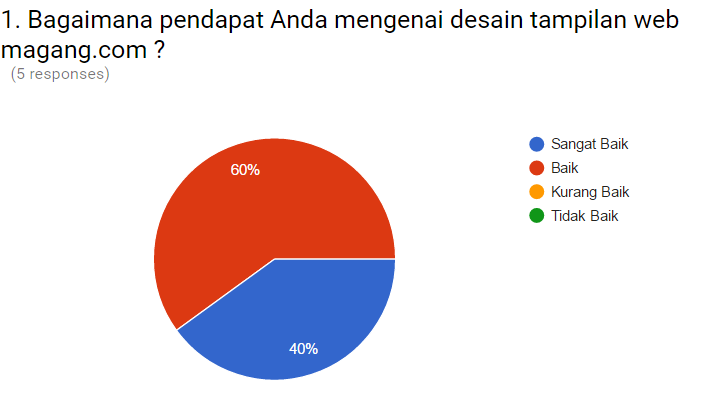 1. Bagaimana pendapat Anda mengenai desain tampilan web
magang.com ?
(5 responses)
60%
40%
Sangat Baik
Baik
Kurang Baik
Tidak Baik